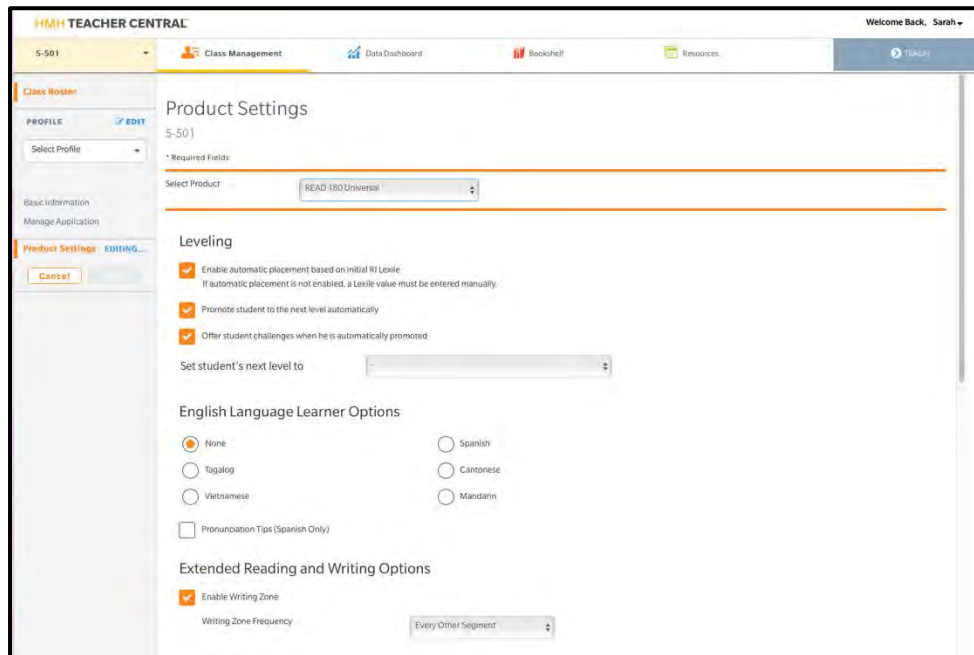 HMH TEACHER CENTRAL
Welcome Back, Sarah
5-501
Class Management
Data Dashboard
Bookshelf
Resources
TEACH
Class Roster
PROFILE
EDIT
Select Profile
Basic Information
Manage Application
Product Settings EDITING...
Cancel
Product Settings
5-501
* Required Fields
Select Product
READ 180 Universal
Leveling
Enable automatic placement based on initial RI Lexile
If automatic placement is not enabled, a Lexile value must be entered manually.
Promote student to the next level automatically
Offer student challenges when he is automatically promoted
Set student's next level to
-
English Language Learner Options
None
Spanish
Tagalog
Cantonese
Vietnamese
Mandarin
Pronunciation Tips (Spanish Only)
Extended Reading and Writing Options
Enable Writing Zone
Writing Zone Frequency
Every Other Segment